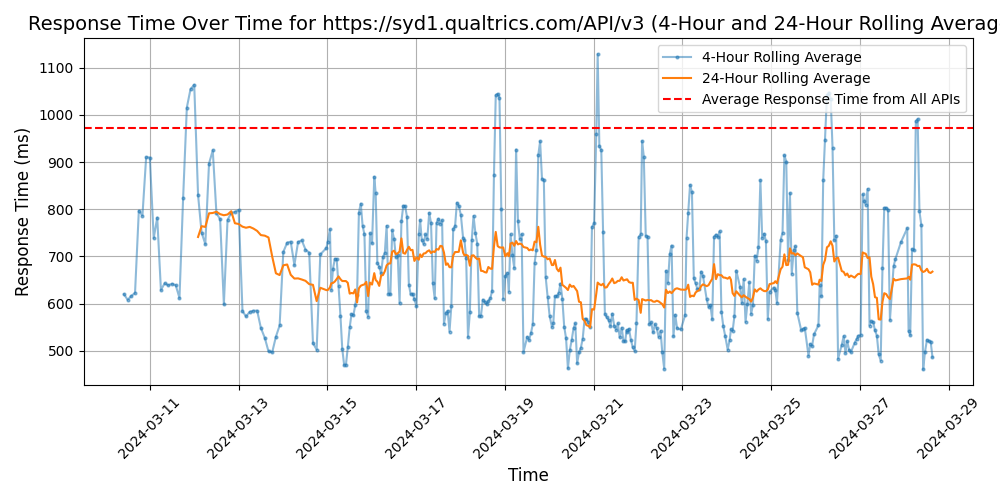 Response Time Over Time for https://syd1.qualtrics.com/API/v3 (4-Hour and 24-Hour Rolling Averag
4-Hour Rolling Average
24-Hour Rolling Average
Average Response Time from All APIs
Response Time (ms)
1100
1000
900
800
700
600
500
2024-03-11
2024-03-13
2024-03-15
2024-03-17
2024-03-19
2024-03-21
2024-03-23
2024-03-25
2024-03-27
2024-03-29
Time